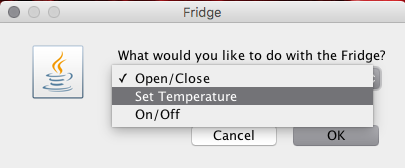 Fridge
What would you like to do with the Fridge?
✓ Open/Close
Set Temperature
On/Off
Cancel OK